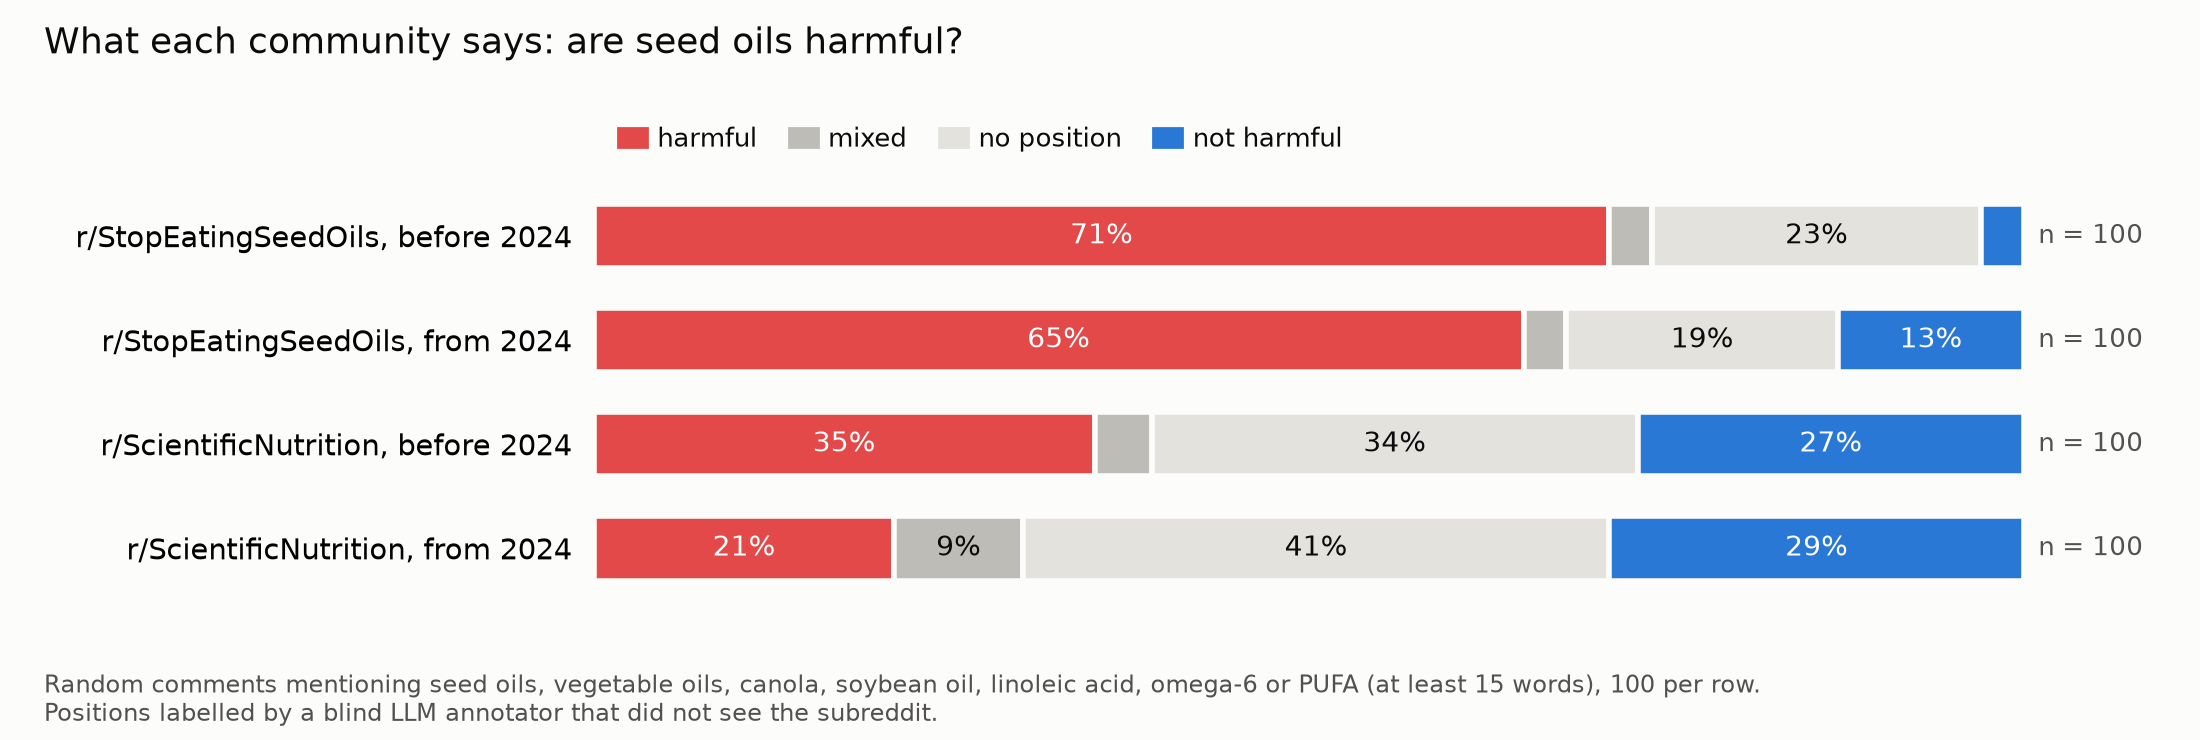 What each community says: are seed oils harmful?
harmful mixed no position not harmful
r/StopEatingSeedOils, before 2024 71% 23% n = 100
r/StopEatingSeedOils, from 2024 65% 19% 13% n = 100
r/ScientificNutrition, before 2024 35% 34% 27% n = 100
r/ScientificNutrition, from 2024 21% 9% 41% 29% n = 100
Random comments mentioning seed oils, vegetable oils, canola, soybean oil, linoleic acid, omega-6 or PUFA (at least 15 words), 100 per row.
Positions labelled by a blind LLM annotator that did not see the subreddit.